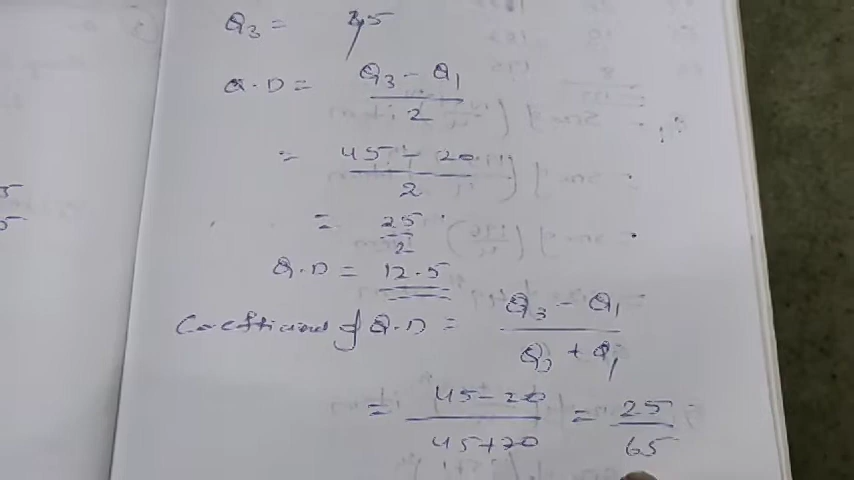 Q₃ = 45
Q.D = (Q₃ - Q₁) / 2
= (45 - 20) / 2
= 25 / 2
Q.D = 12.5
Coefficient of Q.D = (Q₃ - Q₁) / (Q₃ + Q₁)
= (45 - 20) / (45 + 20) = 25 / 65